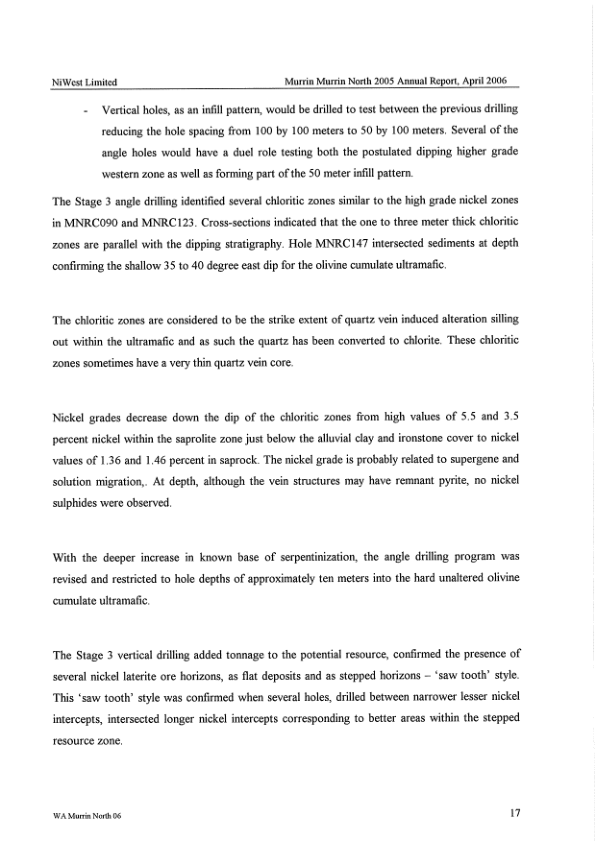 NiWest Limited Murrin Murrin North 2005 Annual Report, April 2006
- Vertical holes, as an infill pattern, would be drilled to test between the previous drilling
reducing the hole spacing from 100 by 100 meters to 50 by 100 meters. Several of the
angle holes would have a duel role testing both the postulated dipping higher grade
western zone as well as forming part of the 50 meter infill pattern.
The Stage 3 angle drilling identified several chloritic zones similar to the high grade nickel zones
in MNRC090 and MNRC123. Cross-sections indicated that the one to three meter thick chloritic
zones are parallel with the dipping stratigraphy. Hole MNRC147 intersected sediments at depth
confirming the shallow 35 to 40 degree east dip for the olivine cumulate ultramafic.
The chloritic zones are considered to be the strike extent of quartz vein induced alteration silling
out within the ultramafic and as such the quartz has been converted to chlorite. These chloritic
zones sometimes have a very thin quartz vein core.
Nickel grades decrease down the dip of the chloritic zones from high values of 5.5 and 3.5
percent nickel within the saprolite zone just below the alluvial clay and ironstone cover to nickel
values of 1.36 and 1.46 percent in saprock. The nickel grade is probably related to supergene and
solution migration,. At depth, although the vein structures may have remnant pyrite, no nickel
sulphides were observed.
With the deeper increase in known base of serpentinization, the angle drilling program was
revised and restricted to hole depths of approximately ten meters into the hard unaltered olivine
cumulate ultramafic.
The Stage 3 vertical drilling added tonnage to the potential resource, confirmed the presence of
several nickel laterite ore horizons, as flat deposits and as stepped horizons – ‘saw tooth’ style.
This ‘saw tooth’ style was confirmed when several holes, drilled between narrower lesser nickel
intercepts, intersected longer nickel intercepts corresponding to better areas within the stepped
resource zone.
WA Murrin North 06 17